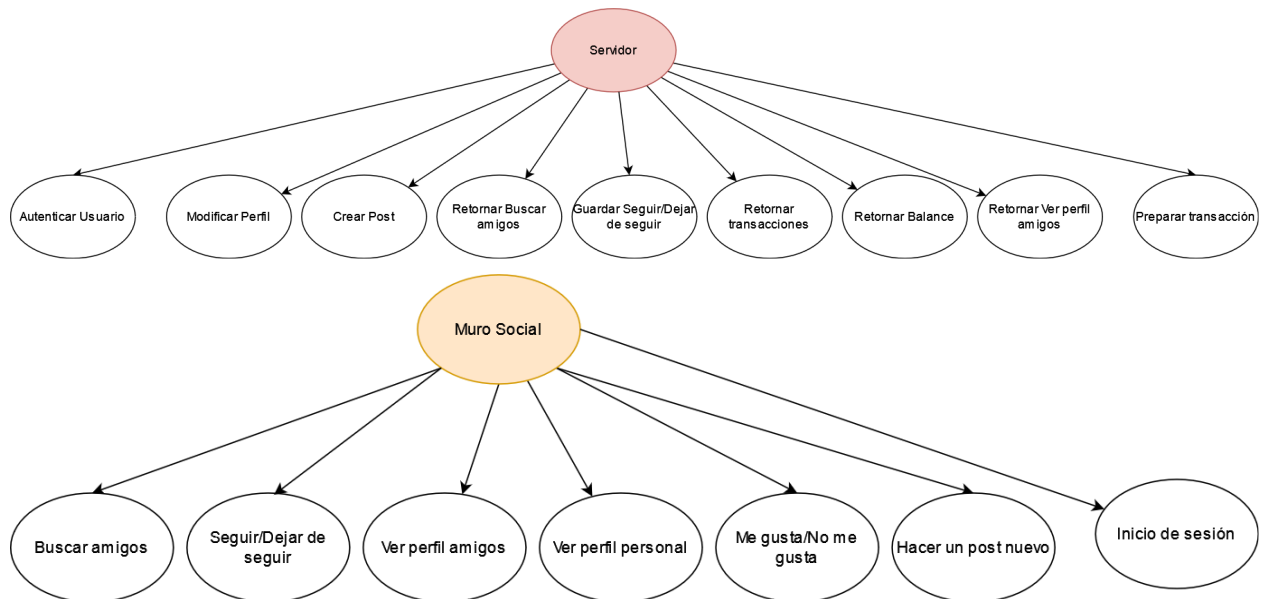 Servidor
Autenticar Usuario
Modificar Perfil
Crear Post
Retornar Buscar
amigos
Guardar Seguir/Dejar
de seguir
Retornar
transacciones
Retornar Balance
Retornar Ver perfil
amigos
Preparar transacción
Muro Social
Buscar amigos
Seguir/Dejar de
seguir
Ver perfil amigos
Ver perfil personal
Me gusta/No me
gusta
Hacer un post nuevo
Inicio de sesión